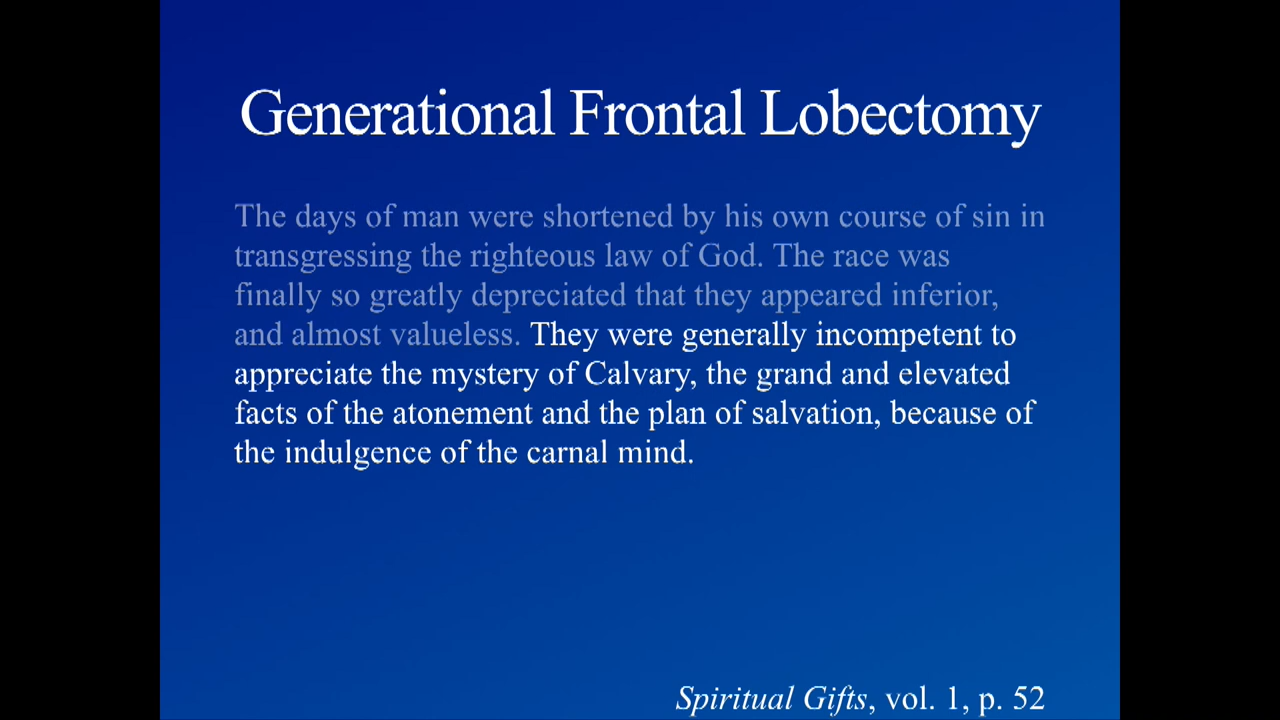 Generational Frontal Lobectomy
The days of man were shortened by his own course of sin in
transgressing the righteous law of God. The race was
finally so greatly depreciated that they appeared inferior,
and almost valueless. They were generally incompetent to
appreciate the mystery of Calvary, the grand and elevated
facts of the atonement and the plan of salvation, because of
the indulgence of the carnal mind.
Spiritual Gifts, vol. 1, p. 52